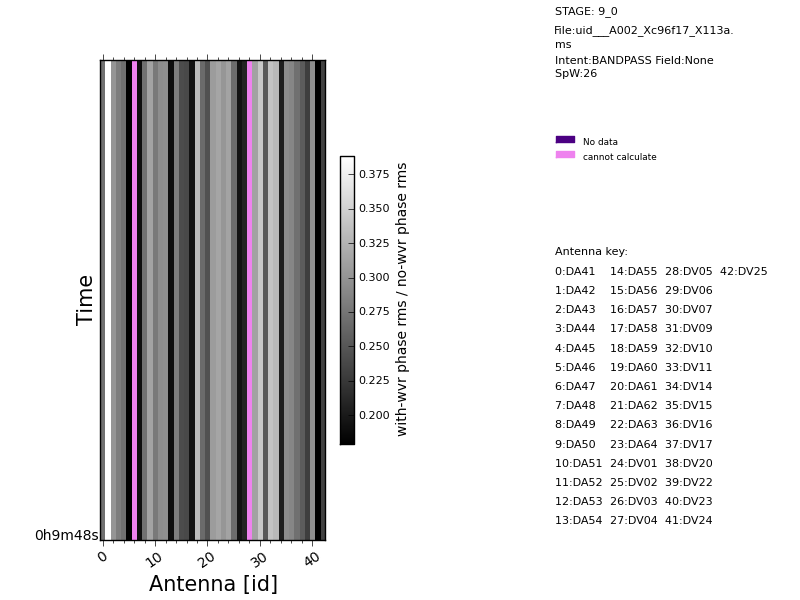 STAGE: 9_0
File:uid___A002_Xc96f17_X113a.
ms
Intent:BANDPASS Field:None
SpW:26
No data
cannot calculate
0.375
0.350
0.325
0.300
0.275
0.250
0.225
0.200
with-wvr phase rms / no-wvr phase rms
Time
0h9m48s
0 10 20 30 40
Antenna [id]
Antenna key:
0:DA41 14:DA55 28:DV05 42:DV25
1:DA42 15:DA56 29:DV06
2:DA43 16:DA57 30:DV07
3:DA44 17:DA58 31:DV09
4:DA45 18:DA59 32:DV10
5:DA46 19:DA60 33:DV11
6:DA47 20:DA61 34:DV14
7:DA48 21:DA62 35:DV15
8:DA49 22:DA63 36:DV16
9:DA50 23:DA64 37:DV17
10:DA51 24:DV01 38:DV20
11:DA52 25:DV02 39:DV22
12:DA53 26:DV03 40:DV23
13:DA54 27:DV04 41:DV24